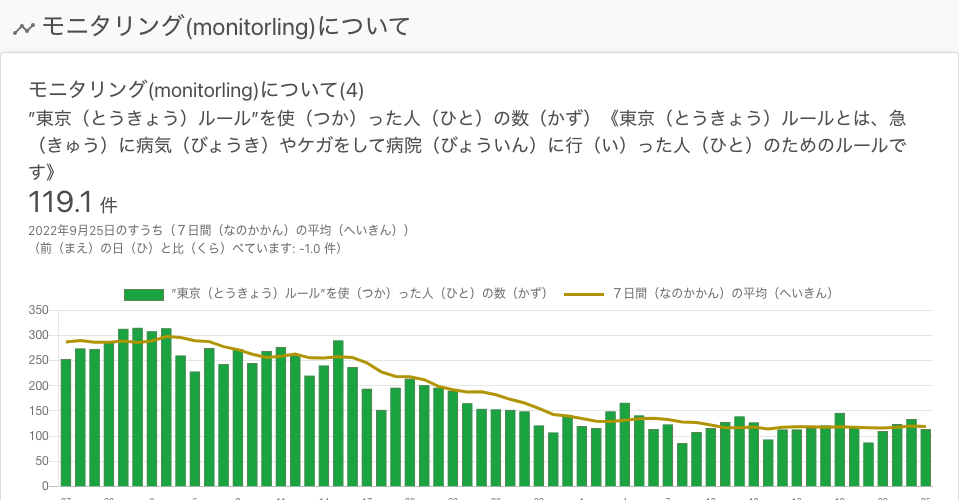 モニタリング(monitorling)について
モニタリング(monitorling)について(4)
”東京（とうきょう）ルール”を使（つか）った人（ひと）の数（かず）《東京（とうきょう）ルールとは、急
（きゅう）に病気（びょうき）やケガをして病院（びょういん）に行（い）った人（ひと）のためのルールで
す》
119.1 件
2022年9月25日のすうち（７日間（なのかかん）の平均（へいきん））
（前（まえ）の日（ひ）と比（くら）べています: -1.0 件）
”東京（とうきょう）ルール”を使（つか）った人（ひと）の数（かず） ７日間（なのかかん）の平均（へいきん）
350
300
250
200
150
100
50
0